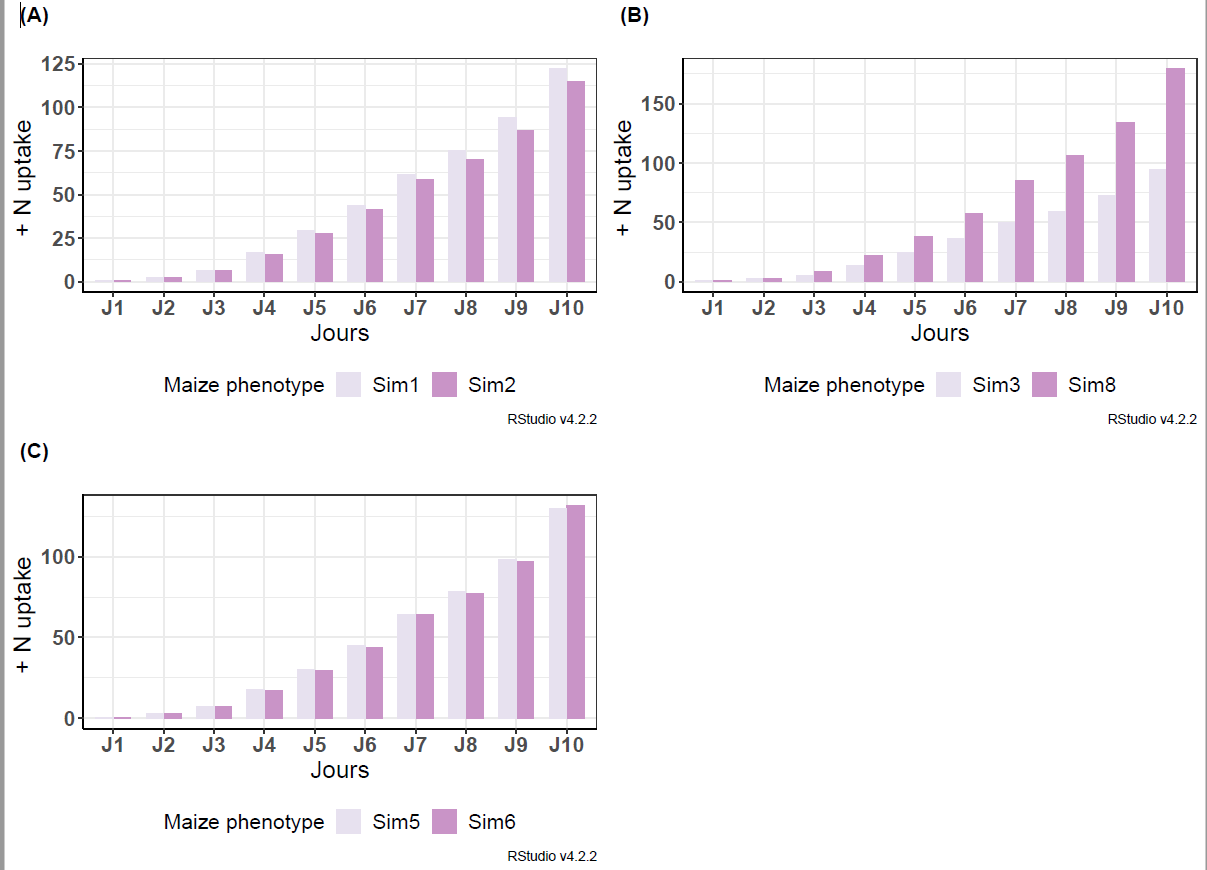 (A)
+ N uptake
125
100
75
50
25
0
J1 J2 J3 J4 J5 J6 J7 J8 J9 J10
Jours
Maize phenotype Sim1 Sim2
RStudio v4.2.2
(B)
+ N uptake
150
100
50
0
J1 J2 J3 J4 J5 J6 J7 J8 J9 J10
Jours
Maize phenotype Sim3 Sim8
RStudio v4.2.2
(C)
+ N uptake
100
50
0
J1 J2 J3 J4 J5 J6 J7 J8 J9 J10
Jours
Maize phenotype Sim5 Sim6
RStudio v4.2.2